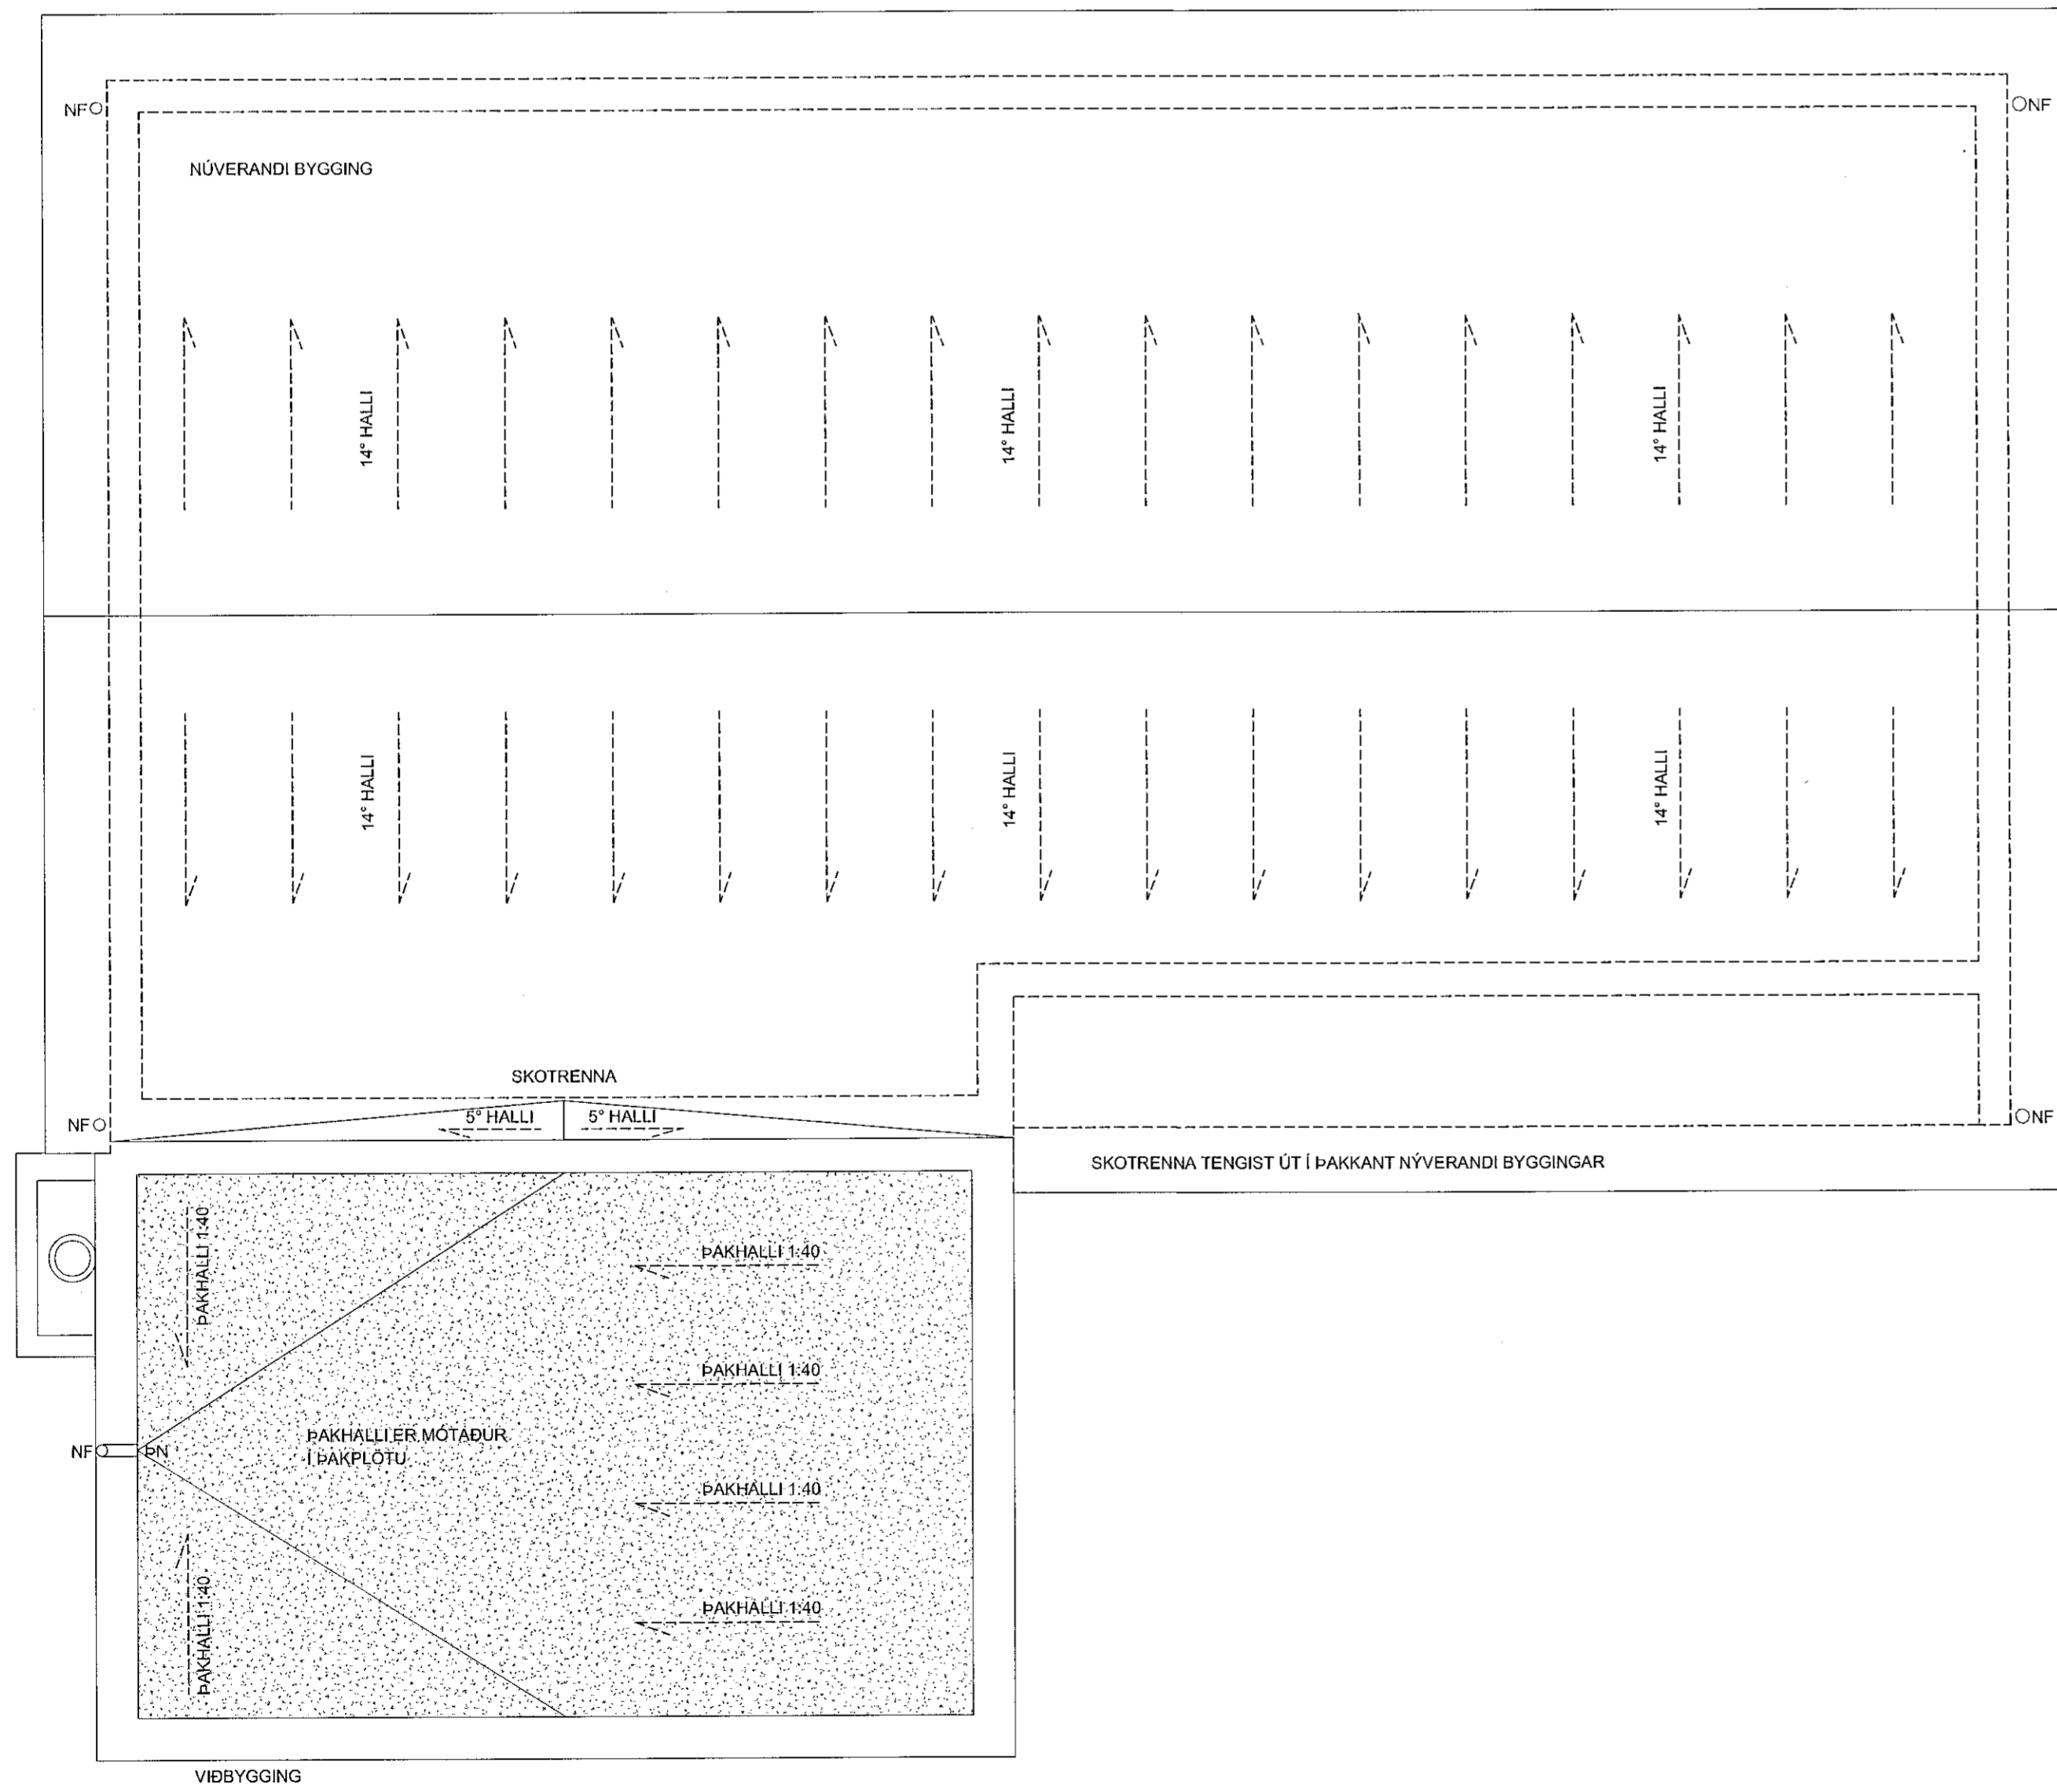 NF
NF
NÚVERANDI BYGGING
14° HALLI
14° HALLI
14° HALLI
14° HALLI
14° HALLI
14° HALLI
SKOTRENNA
5° HALLI
5° HALLI
NF
NF
SKOTRENNA TENGIST ÚT Í ÞAKKANT NÝVERANDI BYGGINGAR
ÞAKHALLI 1:40
ÞAKHALLI 1:40
ÞAKHALLI 1:40
NF
ÞN
ÞAKHALLI ER MÓTAÐUR
Í ÞAKPLÖTU
ÞAKHALLI 1:40
ÞAKHALLI 1:40
ÞAKHALLI 1:40
VIÐBYGGING